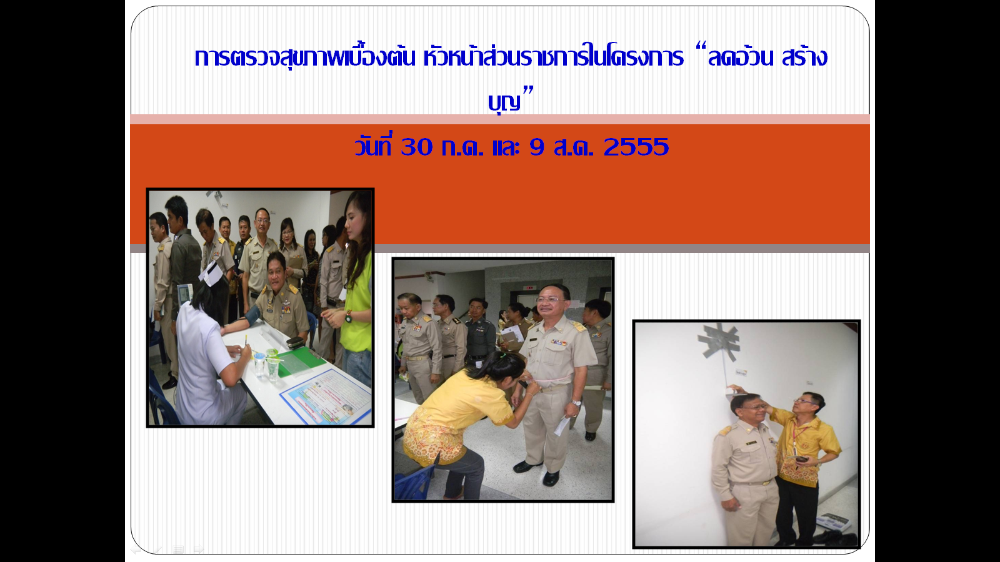 การตรวจสุขภาพเบื้องต้น หัวหน้าส่วนราชการในโครงการ “ลดอ้วน สร้าง
บุญ”
วันที่ 30 ก.ค. และ 9 ส.ค. 2555